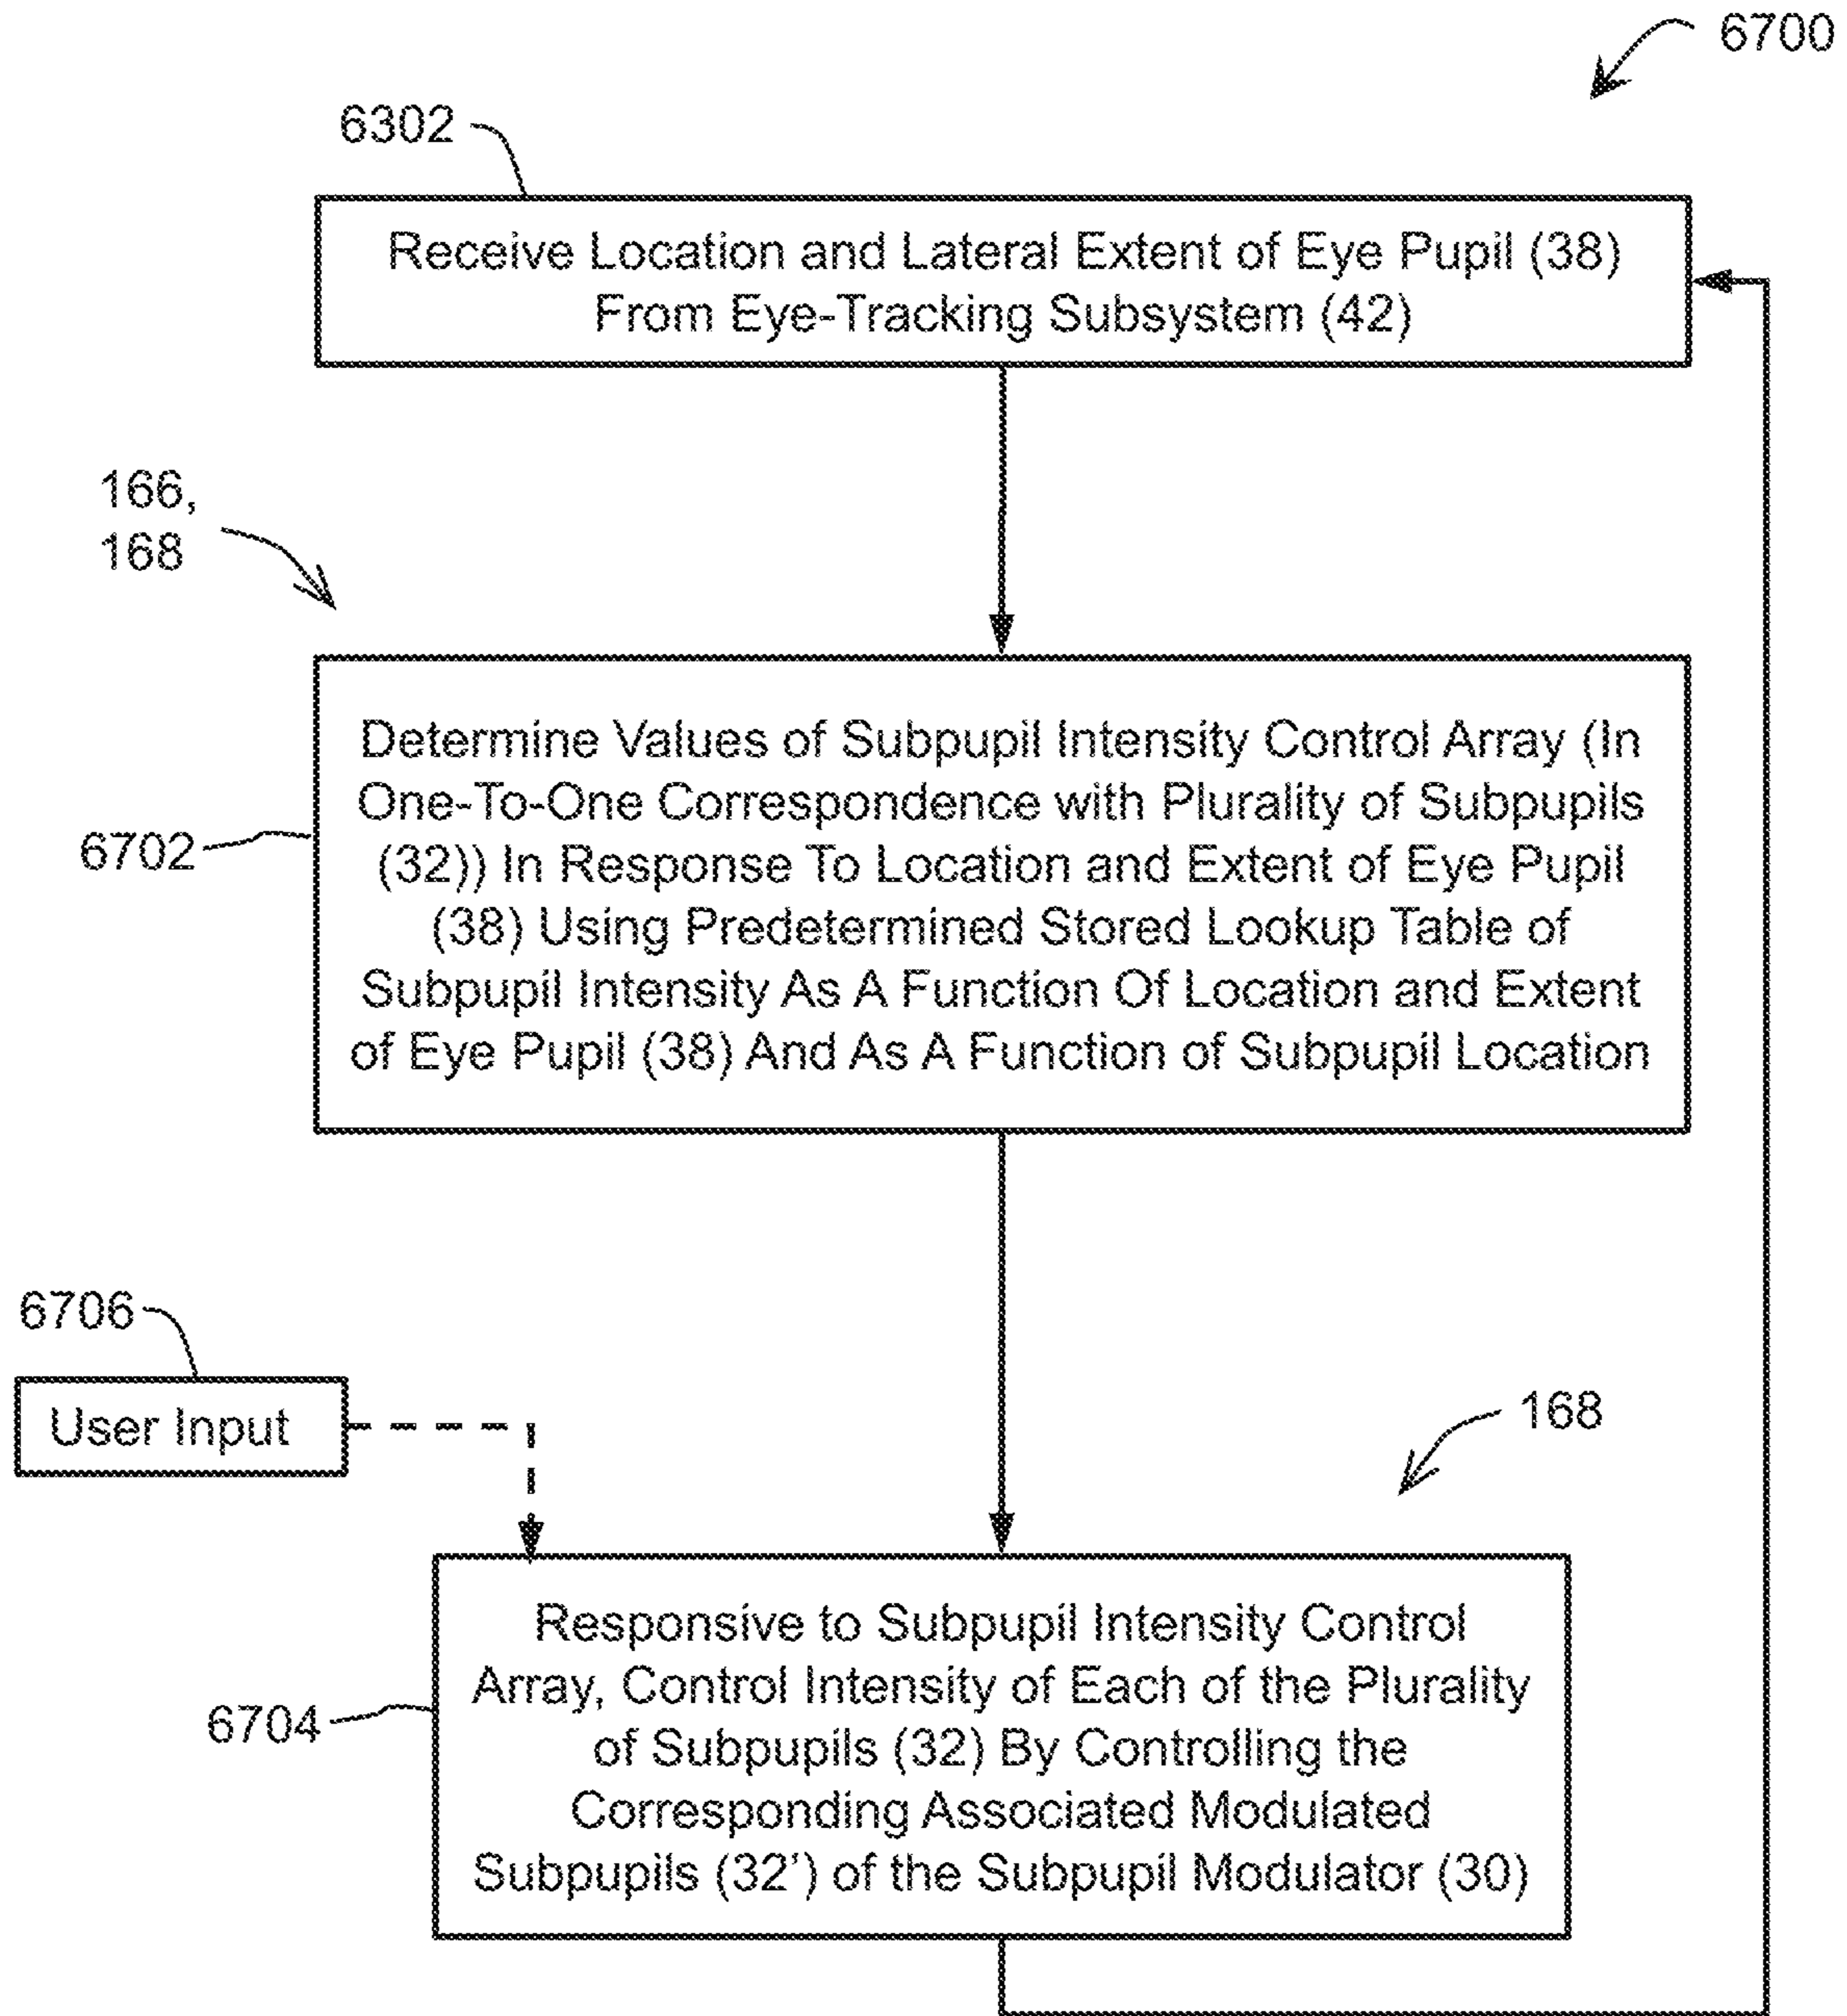 6700
6302
Receive Location and Lateral Extent of Eye Pupil (38)
From Eye-Tracking Subsystem (42)
166,
168
6702
Determine Values of Subpupil Intensity Control Array (In
One-To-One Correspondence with Plurality of Subpupils
(32)) In Response To Location and Extent of Eye Pupil
(38) Using Predetermined Stored Lookup Table of
Subpupil Intensity As A Function Of Location and Extent
of Eye Pupil (38) And As A Function of Subpupil Location
6706
User Input
168
6704
Responsive to Subpupil Intensity Control
Array, Control Intensity of Each of the Plurality
of Subpupils (32) By Controlling the
Corresponding Associated Modulated
Subpupils (32') of the Subpupil Modulator (30)